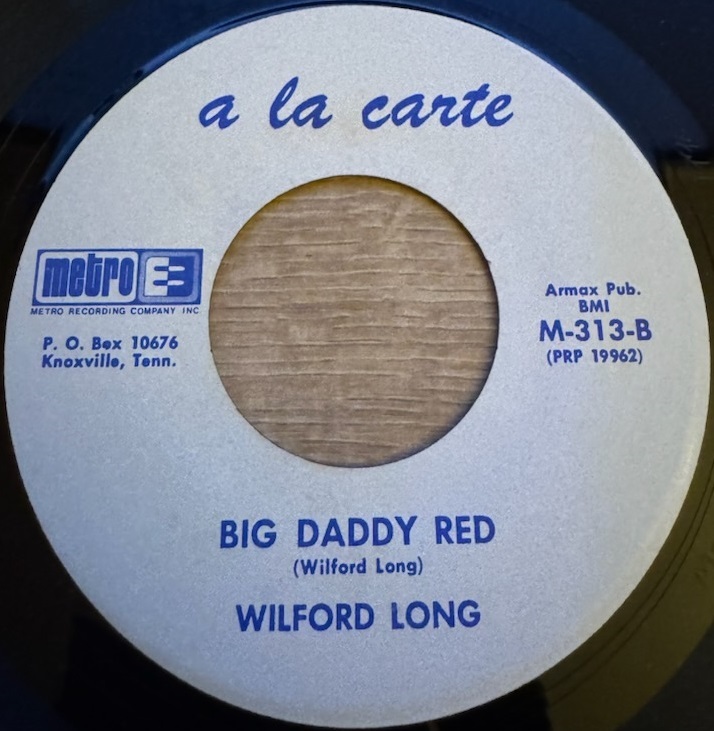 a la carte
metro
METRO RECORDING COMPANY INC
P. O. Box 10676
Knoxville, Tenn.
Armax Pub.
BMI
M-313-B
(PRP 19962)
BIG DADDY RED
(Wilford Long)
WILFORD LONG